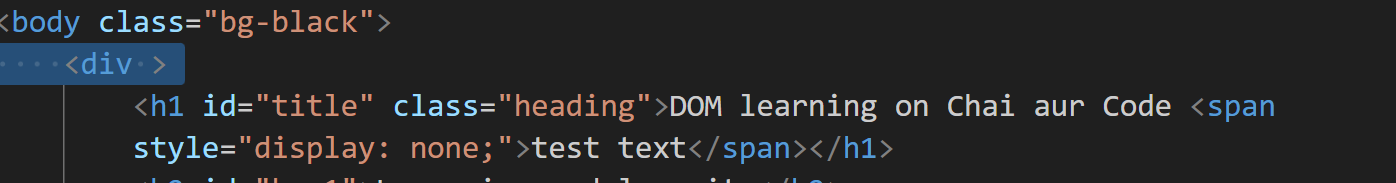 <body class="bg-black">
<div >
<h1 id="title" class="heading">DOM learning on Chai aur Code <span
style="display: none;">test text</span></h1>